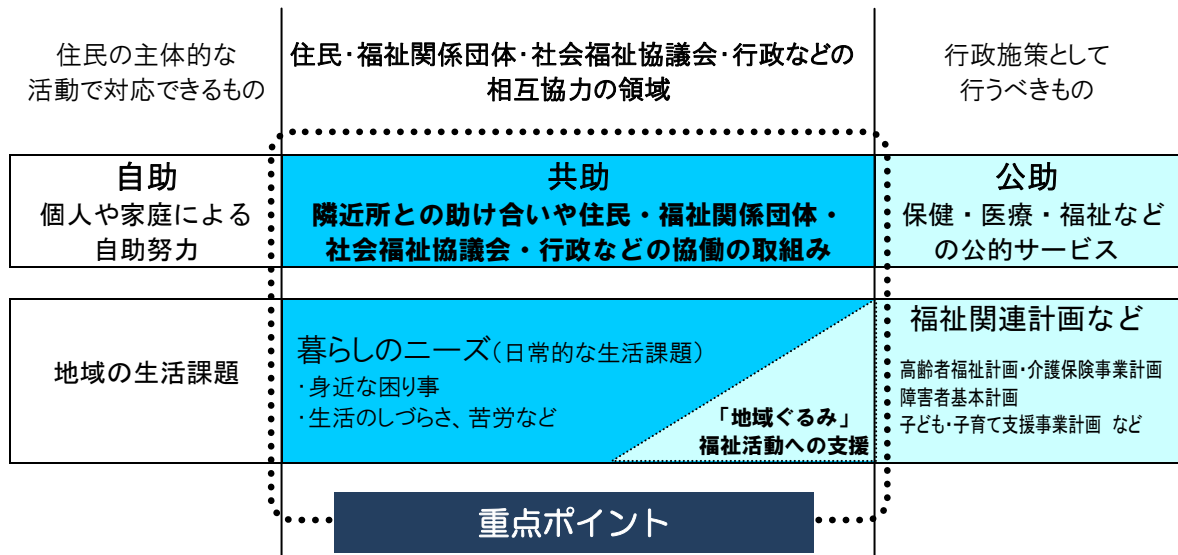 住民の主体的な
活動で対応できるもの
住民・福祉関係団体・社会福祉協議会・行政などの
相互協力の領域
行政施策として
行うべきもの
自助
個人や家庭による
自助努力
共助
隣近所との助け合いや住民・福祉関係団体・
社会福祉協議会・行政などの協働の取組み
公助
保健・医療・福祉など
の公的サービス
地域の生活課題
暮らしのニーズ(日常的な生活課題)
・身近な困り事
・生活のしづらさ、苦労など
「地域ぐるみ」
福祉活動への支援
福祉関連計画など
高齢者福祉計画・介護保険事業計画
障害者基本計画
子ども・子育て支援事業計画 など
重点ポイント